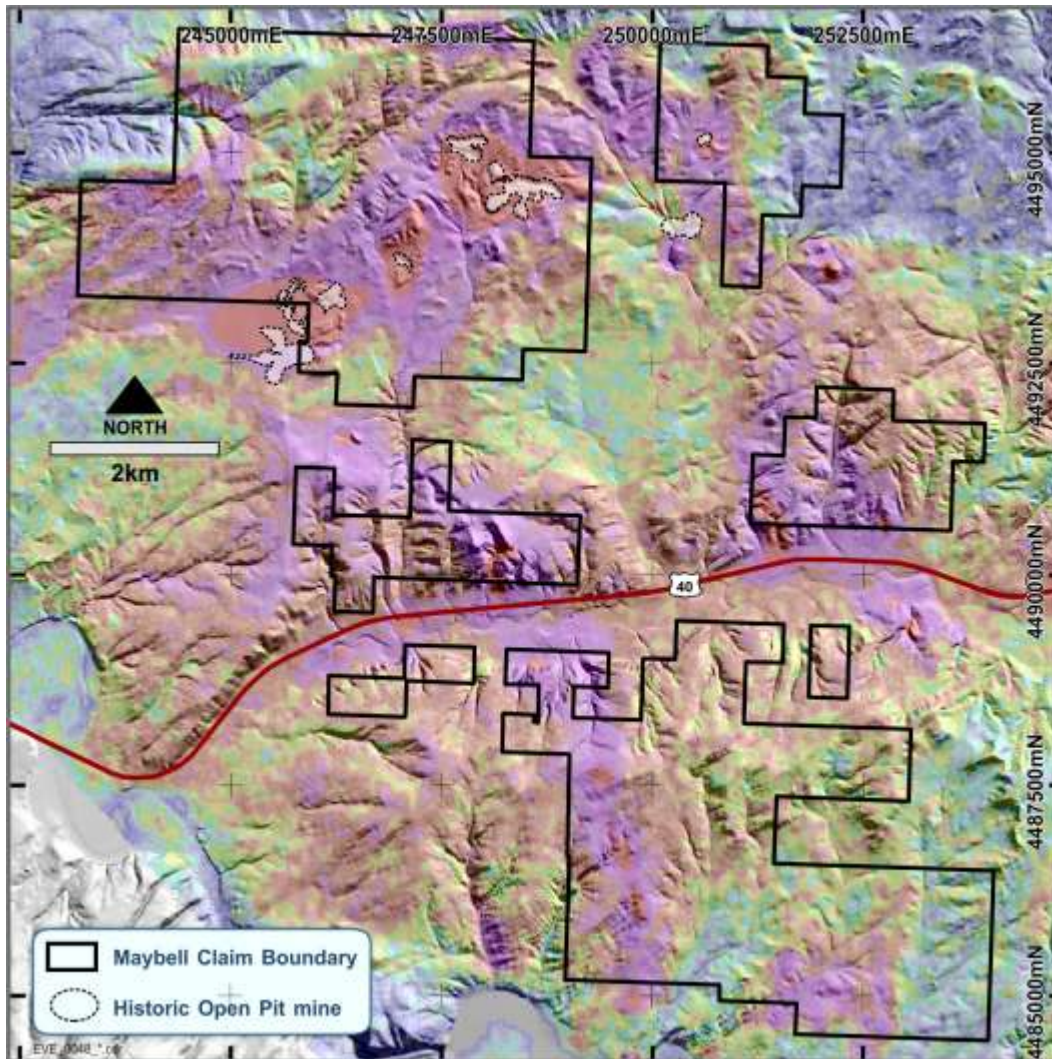 245000mE 247500mE 250000mE 252500mE
4495000mN
4492500mN
NORTH
2km
40
4490000mN
4487500mN
Maybell Claim Boundary
Historic Open Pit mine
4485000mN